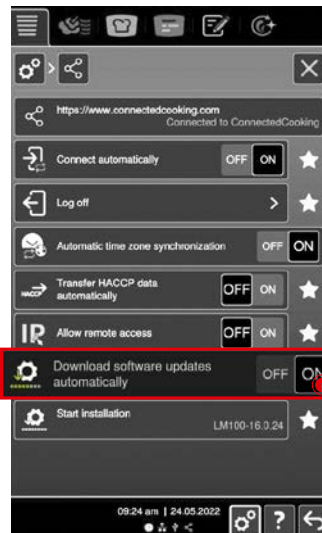 https://www.connectedcooking.com
Connected to ConnectedCooking
Connect automatically OFF ON
Log off
Automatic time zone synchronization OFF ON
HACCP Transfer HACCP data
automatically OFF ON
IR Allow remote access OFF ON
Download software updates
automatically OFF ON
Start installation
LM100-16.0.24
09:24 am | 24.05.2022
?